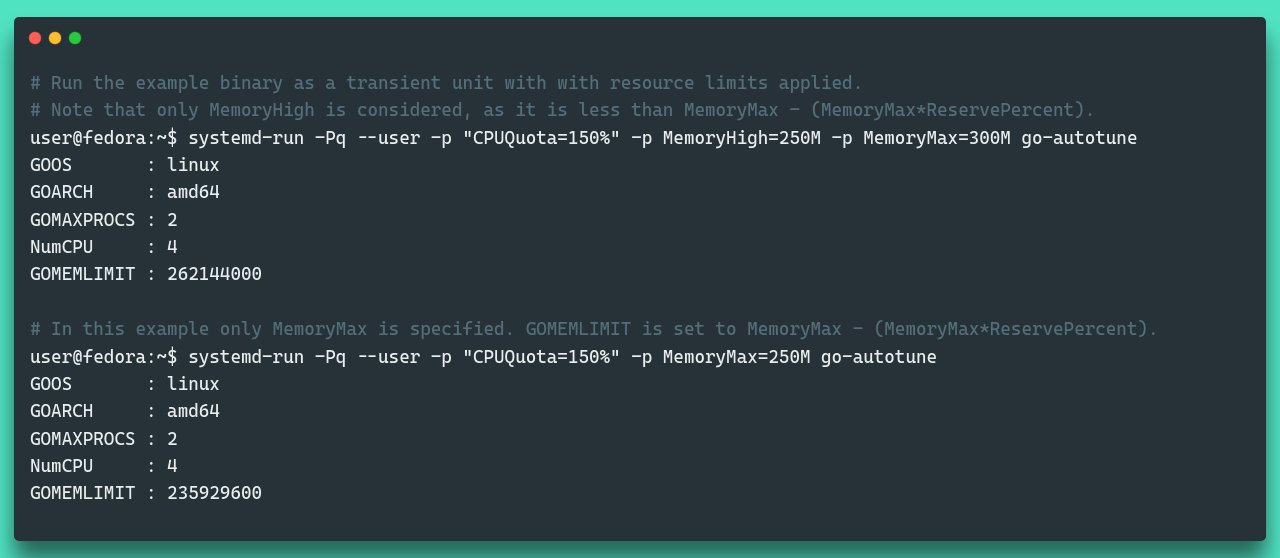 # Run the example binary as a transient unit with with resource limits applied.
# Note that only MemoryHigh is considered, as it is less than MemoryMax - (MemoryMax*ReservePercent).
user@fedora:~$ systemd-run -Pq --user -p "CPUQuota=150%" -p MemoryHigh=250M -p MemoryMax=300M go-autotune
GOOS       : linux
GOARCH     : amd64
GOMAXPROCS : 2
NumCPU     : 4
GOMEMLIMIT : 262144000
# In this example only MemoryMax is specified. GOMEMLIMIT is set to MemoryMax - (MemoryMax*ReservePercent).
user@fedora:~$ systemd-run -Pq --user -p "CPUQuota=150%" -p MemoryMax=250M go-autotune
GOOS       : linux
GOARCH     : amd64
GOMAXPROCS : 2
NumCPU     : 4
GOMEMLIMIT : 235929600